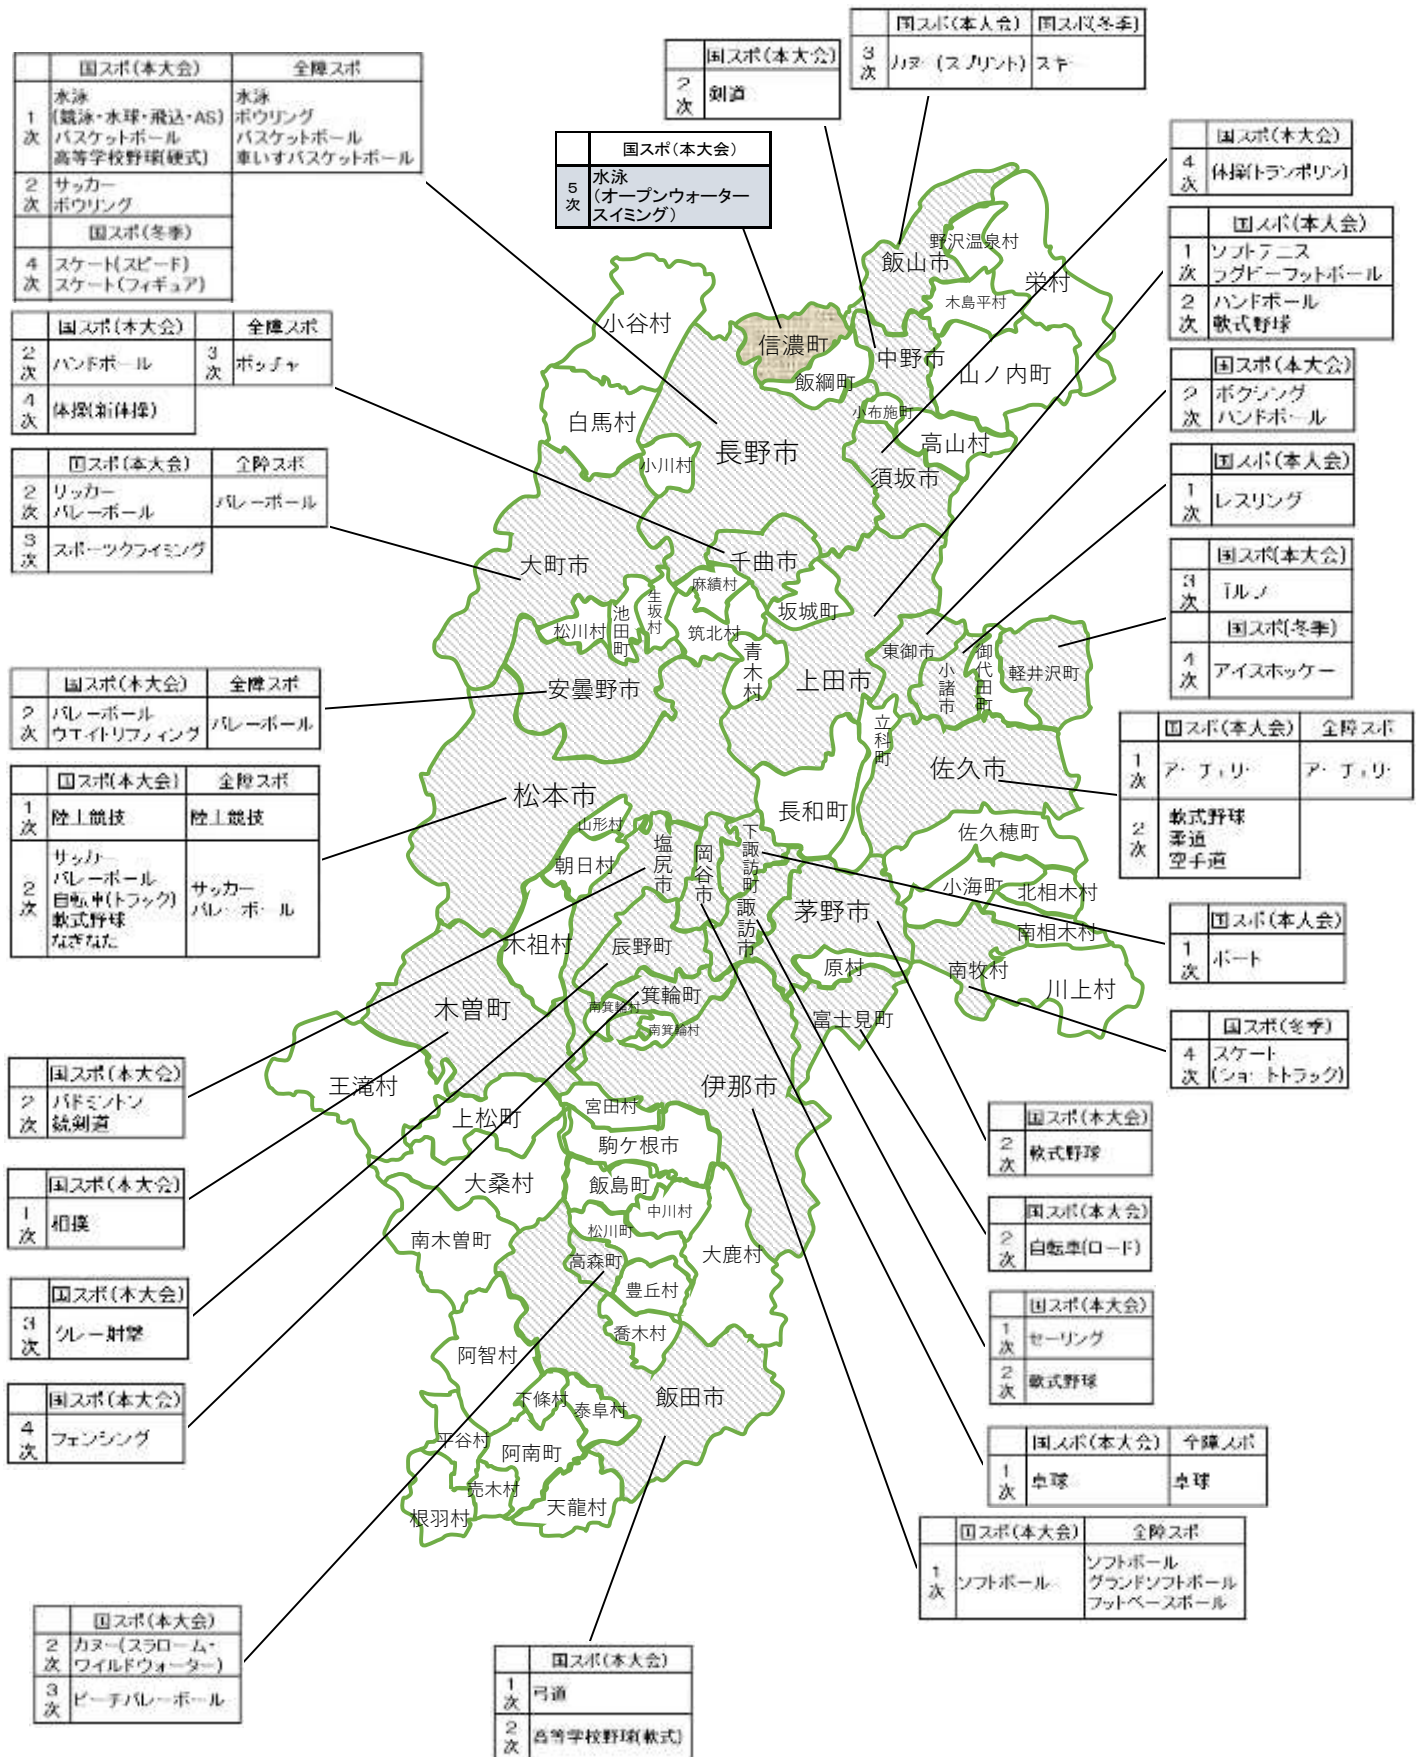 国スポ(本大会) 全障スポ
1次
水泳
(競泳・水球・飛込・AS)
バスケットボール
高等学校野球(硬式)
水泳
ボウリング
バスケットボール
車いすバスケットボール
2次
サッカー
ボウリング
国スポ(冬季)
4次
スケート(スピード)
スケート(フィギュア)
国スポ(本大会)
2次 剣道
国スポ(本大会) 国スポ(冬季)
3次 カヌー(スプリント) スキー
国スポ(本大会)
5次
水泳
(オープンウォーター
スイミング)
国スポ(本大会)
4次 体操(トランポリン)
国スポ(本大会)
1次
ソフトテニス
ラグビーフットボール
2次
ハンドボール
軟式野球
国スポ(本大会) 全障スポ
2次 ハンドボール 3次 ボッチャ
4次 体操(新体操)
国スポ(本大会)
2次
ボクシング
ハンドボール
国スポ(本大会) 全障スポ
2次
サッカー
バレーボール
バレーボール
3次 スポーツクライミング
国スポ(本大会)
1次 レスリング
国スポ(本大会)
3次 ゴルフ
国スポ(冬季)
4次 アイスホッケー
国スポ(本大会) 全障スポ
2次
バレーボール
ウエイトリフティング
バレーボール
国スポ(本大会) 全障スポ
1次 アーチェリー アーチェリー
2次
軟式野球
柔道
空手道
国スポ(本大会) 全障スポ
1次 陸上競技 陸上競技
2次
サッカー
バレーボール
自転車(トラック)
軟式野球
なぎなた
サッカー
バレーボール
国スポ(本大会)
1次 ボート
国スポ(冬季)
4次
スケート
(ショートトラック)
国スポ(本大会)
2次
バドミントン
銃剣道
国スポ(本大会)
2次 軟式野球
国スポ(本大会)
1次 相撲
国スポ(本大会)
2次 自転車(ロード)
国スポ(本大会)
3次 クレー射撃
国スポ(本大会)
1次 セーリング
2次 軟式野球
国スポ(本大会)
4次 フェンシング
国スポ(本大会) 全障スポ
1次 卓球 卓球
国スポ(本大会) 全障スポ
1次 ソフトボール
ソフトボール
グランドソフトボール
フットベースボール
国スポ(本大会)
2次
カヌー(スラローム・
ワイルドウォーター)
3次 ビーチバレーボール
国スポ(本大会)
1次 弓道
2次 高等学校野球(軟式)
野沢温泉村
飯山市
栄村
木島平村
小谷村
信濃町
中野市
飯綱町
山ノ内町
小布施町
白馬村
高山村
長野市
小川村
須坂市
大町市
千曲市
麻績村
生坂村
池田町
松川村
坂城町
筑北村
青木村
東御市
御代田町
小諸市
軽井沢町
安曇野市
上田市
立科町
佐久市
松本市
長和町
山形村
塩尻市
岡谷市
下諏訪町
佐久穂町
朝日村
小海町
北相木村
茅野市
諏訪市
南相木村
木祖村
辰野町
原村
南牧村
川上村
箕輪町
南箕輪村
南箕輪村
木曽町
富士見町
王滝村
伊那市
上松町
宮田村
駒ケ根市
大桑村
飯島町
中川村
松川町
南木曽町
大鹿村
高森町
豊丘村
喬木村
阿智村
飯田市
下條村
泰阜村
平谷村
阿南町
売木村
天龍村
根羽村